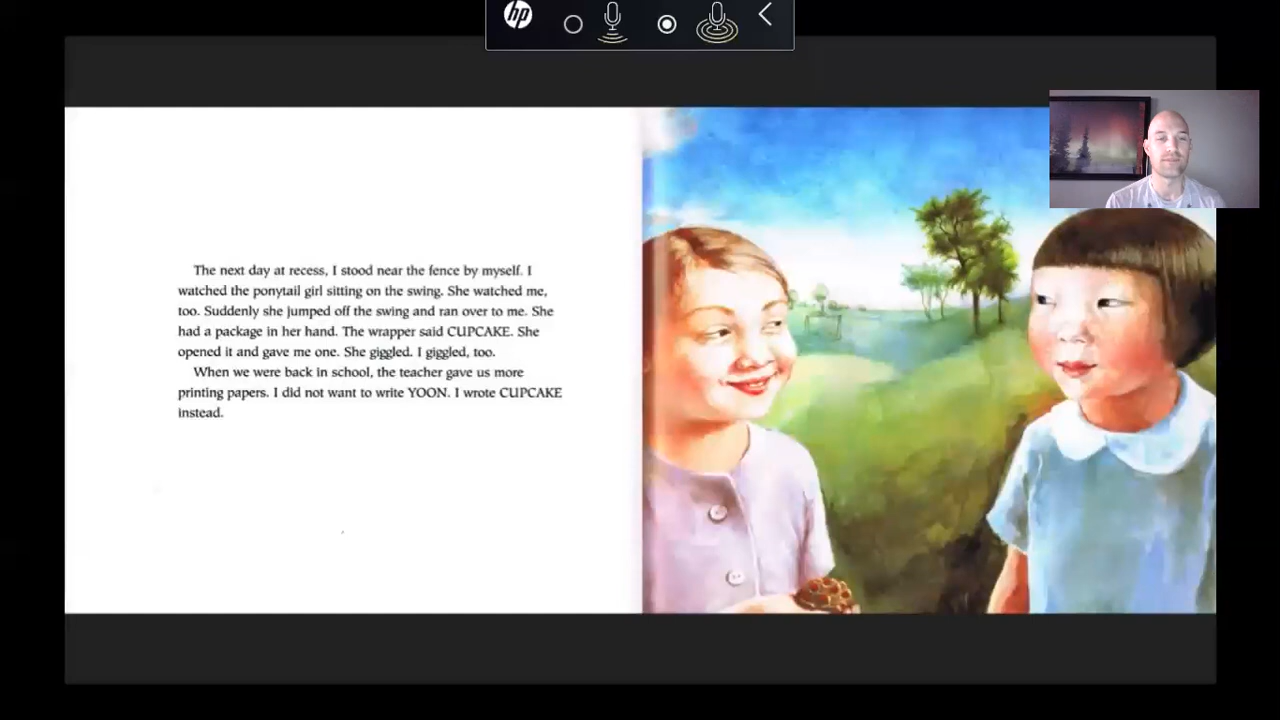 hp
The next day at recess, I stood near the fence by myself. I
watched the ponytail girl sitting on the swing. She watched me,
too. Suddenly she jumped off the swing and ran over to me. She
had a package in her hand. The wrapper said CUPCAKE. She
opened it and gave me one. She giggled. I giggled, too.
When we were back in school, the teacher gave us more
printing papers. I did not want to write YOON. I wrote CUPCAKE
instead.